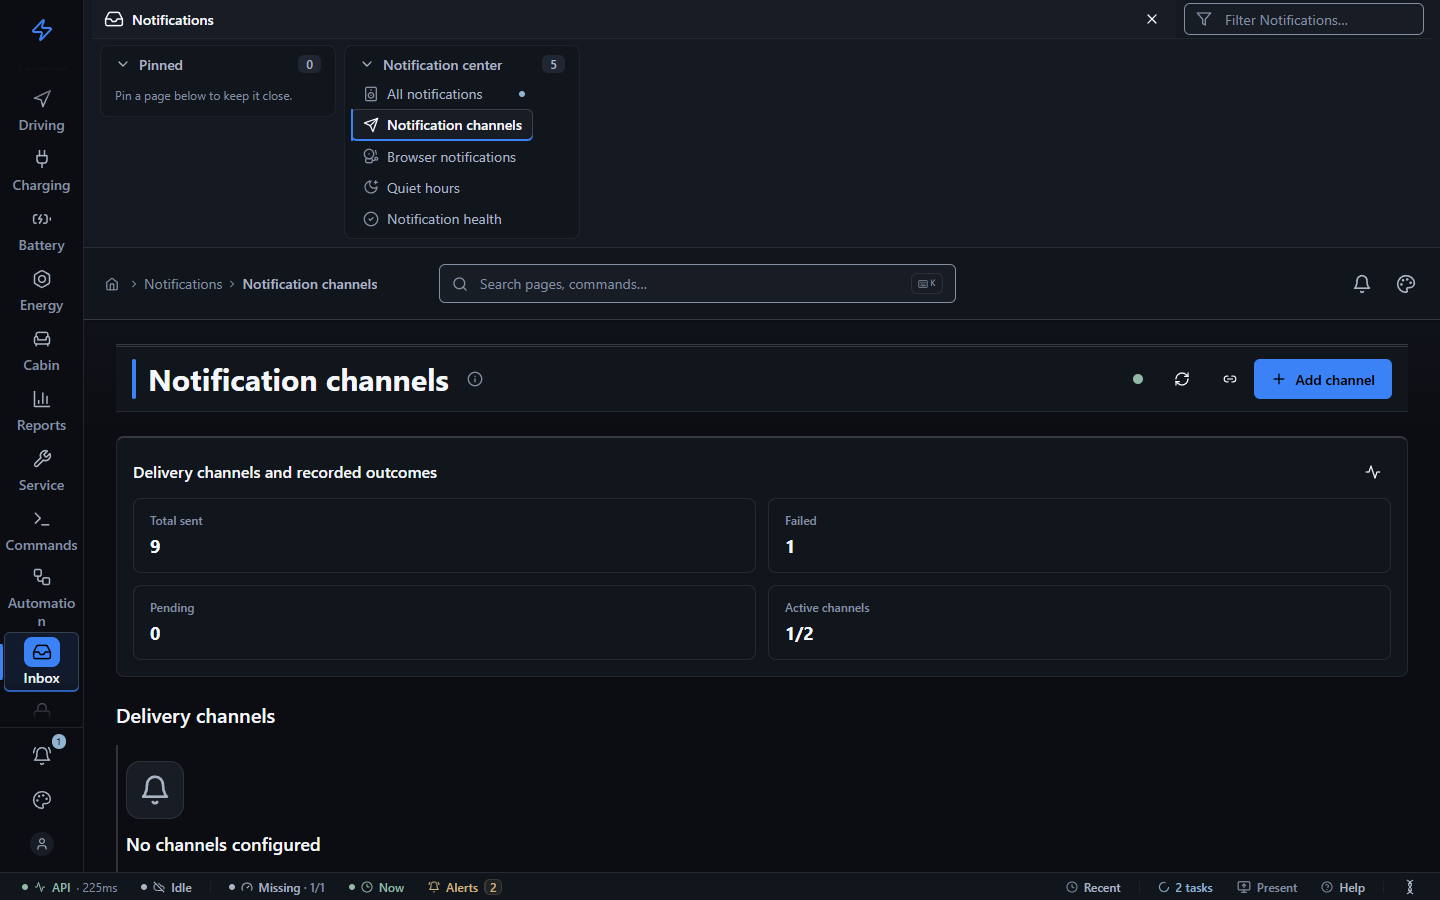 Notifications
Filter Notifications...
Pinned
0
Pin a page below to keep it close.
Notification center
5
All notifications
Notification channels
Browser notifications
Quiet hours
Notification health
Driving
Charging
Battery
Energy
Cabin
Reports
Service
Commands
Automatio
n
Inbox
1
Notifications
Notification channels
Search pages, commands...
K
Notification channels
Add channel
Delivery channels and recorded outcomes
Total sent
9
Failed
1
Pending
0
Active channels
1/2
Delivery channels
No channels configured
API · 225ms
Idle
Missing · 1/1
Now
Alerts 2
Recent
2 tasks
Present
Help